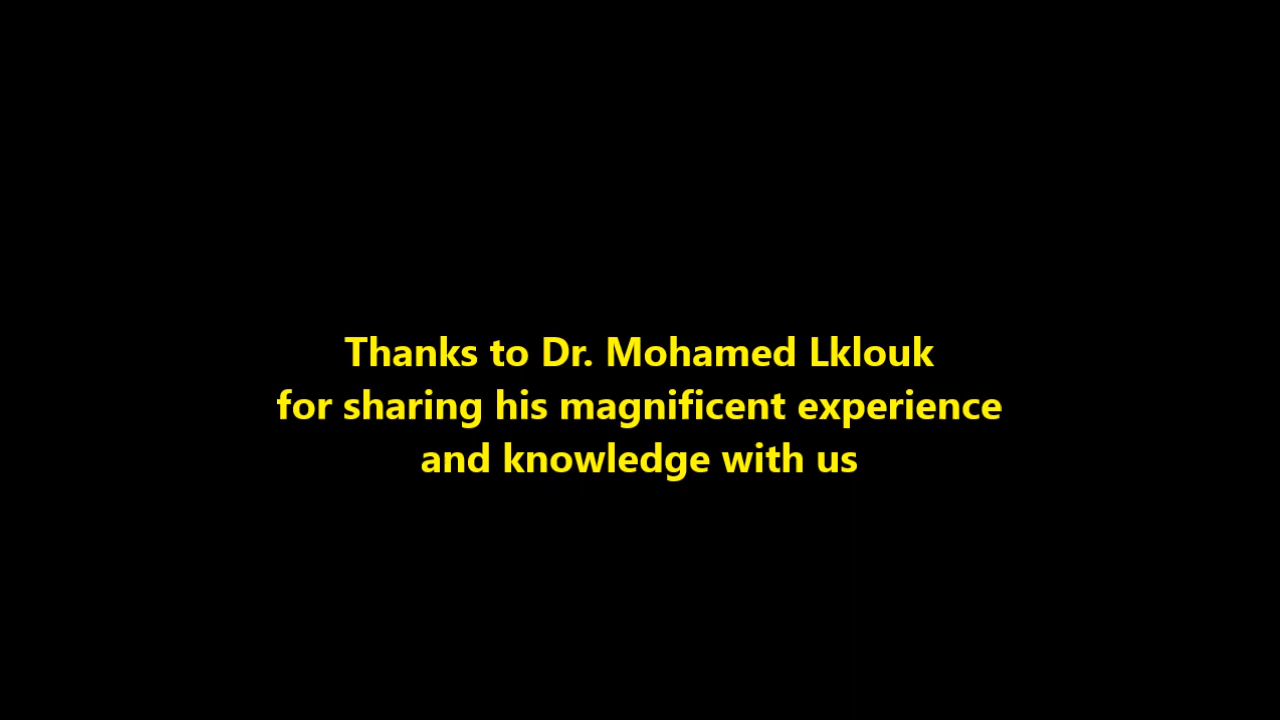 Thanks to Dr. Mohamed Lklouk
for sharing his magnificent experience
and knowledge with us